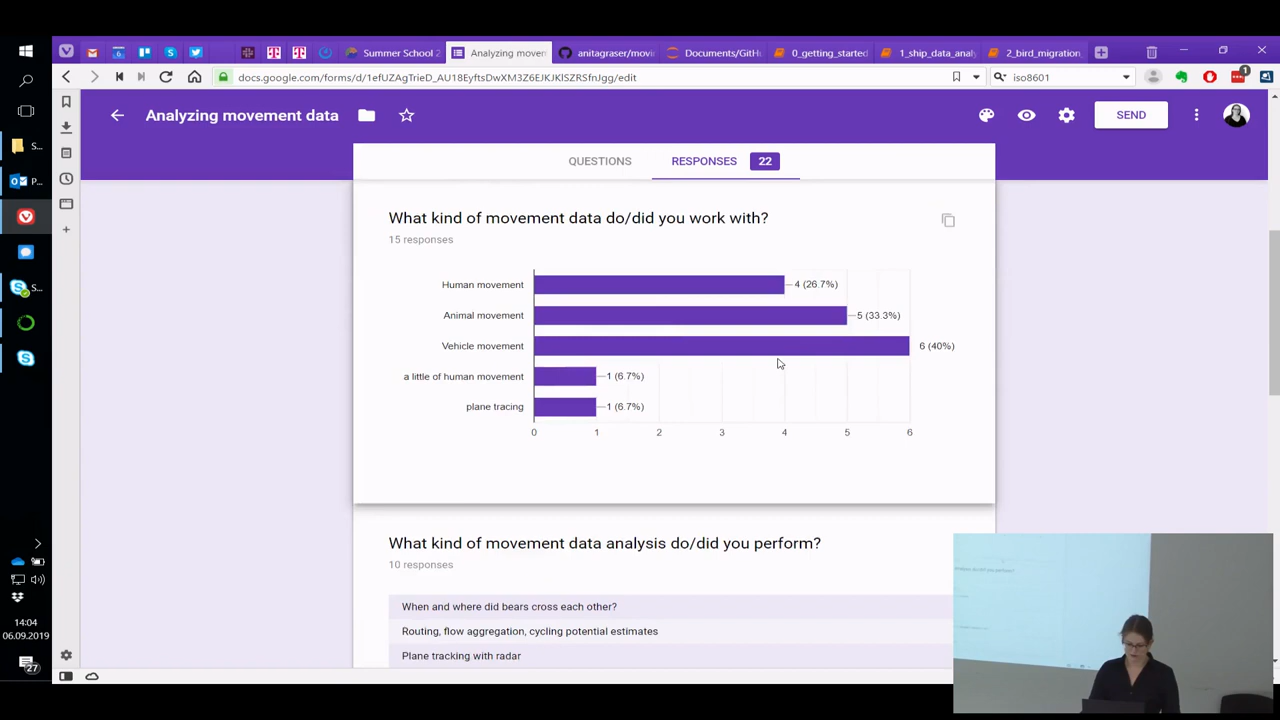 Summer School 2
Analyzing movem
anitagraser/movi
Documents/GitH
0_getting_started
1_ship_data_anal
2_bird_migration
docs.google.com/forms/d/1efUZAgTrieD_AU18EyftsDwXM3Z6EJKJKlSZRSfnJgg/edit
iso8601
1
Analyzing movement data
SEND
QUESTIONS
RESPONSES
22
S...
P...
S...
What kind of movement data do/did you work with?
15 responses
Human movement
4 (26.7%)
Animal movement
5 (33.3%)
Vehicle movement
6 (40%)
a little of human movement
1 (6.7%)
plane tracing
1 (6.7%)
0 1 2 3 4 5 6
What kind of movement data analysis do/did you perform?
10 responses
When and where did bears cross each other?
Routing, flow aggregation, cycling potential estimates
Plane tracking with radar
14:04
06.09.2019
27